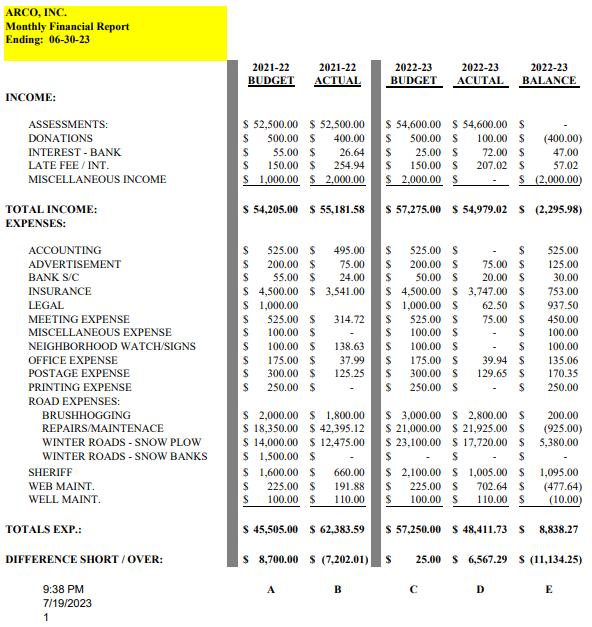 ARCO, INC.
Monthly Financial Report
Ending: 06-30-23
2021-22 2021-22 2022-23 2022-23 2022-23
BUDGET ACTUAL BUDGET ACUTAL BALANCE
INCOME:
ASSESSMENTS: $ 52,500.00 $ 52,500.00 $ 54,600.00 $ 54,600.00 $ -
DONATIONS $ 500.00 $ 400.00 $ 500.00 $ 100.00 $ (400.00)
INTEREST - BANK $ 55.00 $ 26.64 $ 25.00 $ 72.00 $ 47.00
LATE FEE / INT. $ 150.00 $ 254.94 $ 150.00 $ 207.02 $ 57.02
MISCELLANEOUS INCOME $ 1,000.00 $ 2,000.00 $ 2,000.00 $ - $ (2,000.00)
TOTAL INCOME: $ 54,205.00 $ 55,181.58 $ 57,275.00 $ 54,979.02 $ (2,295.98)
EXPENSES:
ACCOUNTING $ 525.00 $ 495.00 $ 525.00 $ - $ 525.00
ADVERTISEMENT $ 200.00 $ 75.00 $ 200.00 $ 75.00 $ 125.00
BANK S/C $ 55.00 $ 24.00 $ 50.00 $ 20.00 $ 30.00
INSURANCE $ 4,500.00 $ 3,541.00 $ 4,500.00 $ 3,747.00 $ 753.00
LEGAL $ 1,000.00 $ 1,000.00 $ 62.50 $ 937.50
MEETING EXPENSE $ 525.00 $ 314.72 $ 525.00 $ 75.00 $ 450.00
MISCELLANEOUS EXPENSE $ 100.00 $ - $ 100.00 $ - $ 100.00
NEIGHBORHOOD WATCH/SIGNS $ 100.00 $ 138.63 $ 100.00 $ - $ 100.00
OFFICE EXPENSE $ 175.00 $ 37.99 $ 175.00 $ 39.94 $ 135.06
POSTAGE EXPENSE $ 300.00 $ 125.25 $ 300.00 $ 129.65 $ 170.35
PRINTING EXPENSE $ 250.00 $ - $ 250.00 $ - $ 250.00
ROAD EXPENSES:
BRUSHHOGGING $ 2,000.00 $ 1,800.00 $ 3,000.00 $ 2,800.00 $ 200.00
REPAIRS/MAINTENACE $ 18,350.00 $ 42,395.12 $ 21,000.00 $ 21,925.00 $ (925.00)
WINTER ROADS - SNOW PLOW $ 14,000.00 $ 12,475.00 $ 23,100.00 $ 17,720.00 $ 5,380.00
WINTER ROADS - SNOW BANKS $ 1,500.00 $ - $ - $ - $ -
SHERIFF $ 1,600.00 $ 660.00 $ 2,100.00 $ 1,005.00 $ 1,095.00
WEB MAINT. $ 225.00 $ 191.88 $ 225.00 $ 702.64 $ (477.64)
WELL MAINT. $ 100.00 $ 110.00 $ 100.00 $ 110.00 $ (10.00)
TOTALS EXP.: $ 45,505.00 $ 62,383.59 $ 57,250.00 $ 48,411.73 $ 8,838.27
DIFFERENCE SHORT / OVER: $ 8,700.00 $ (7,202.01) $ 25.00 $ 6,567.29 $ (11,134.25)
9:38 PM A B C D E
7/19/2023
1